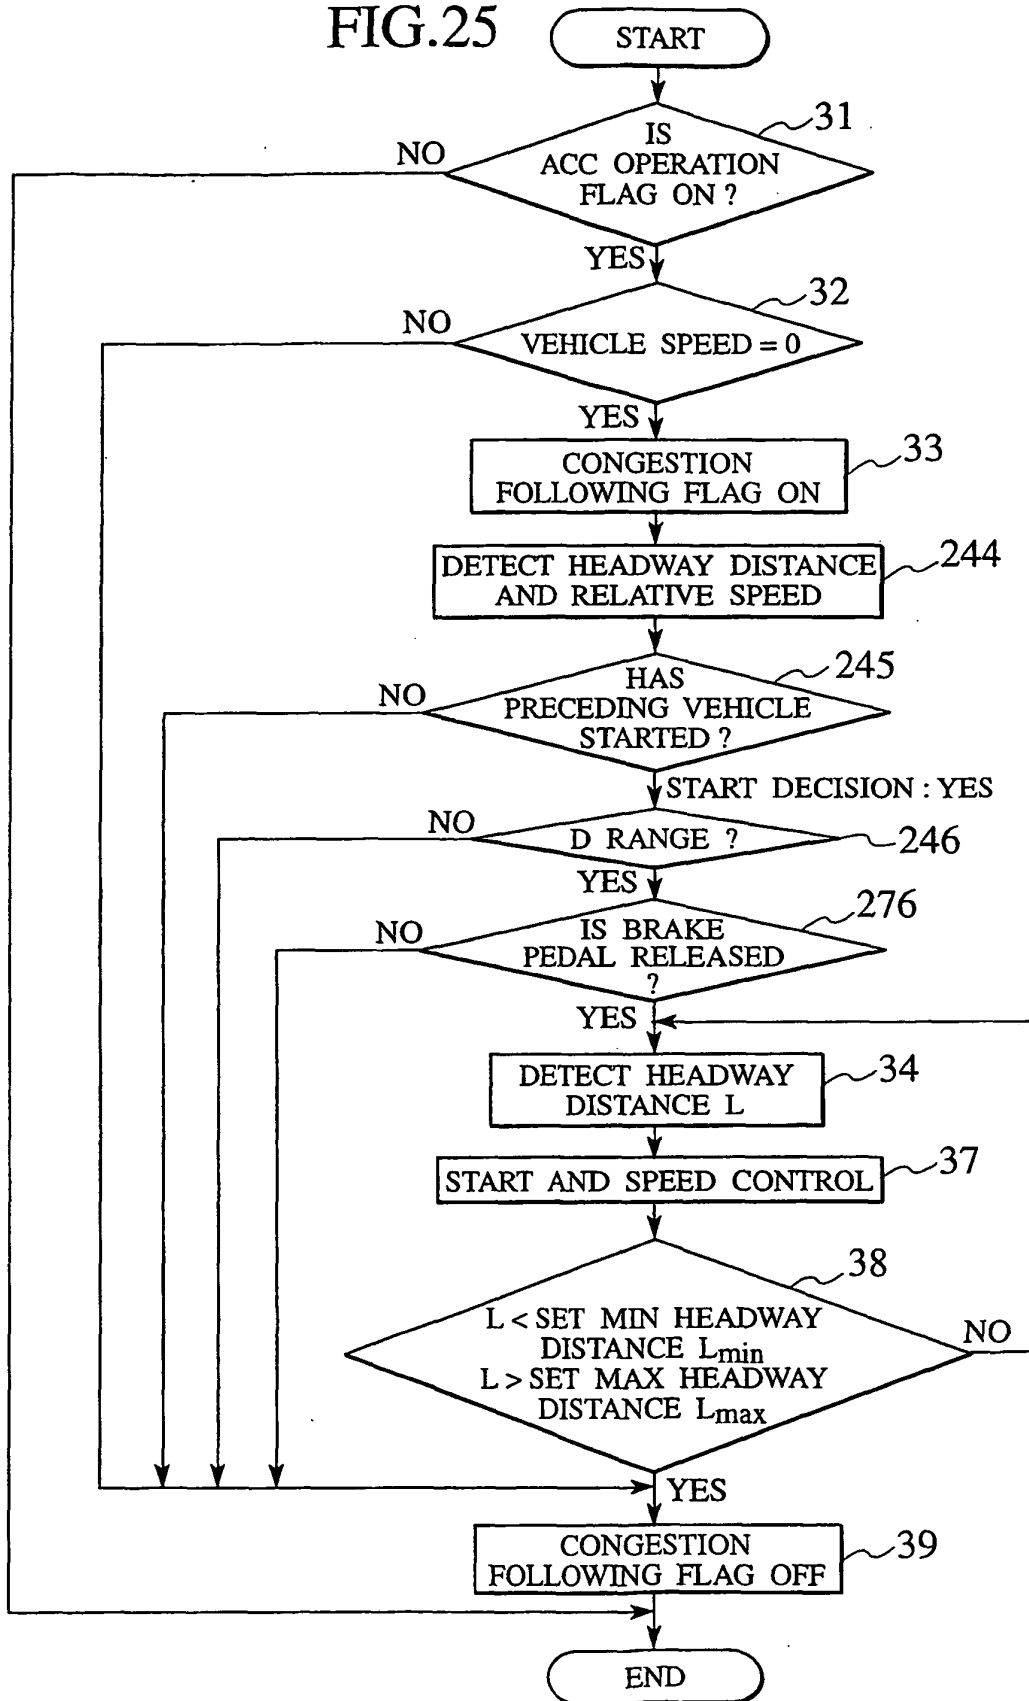 FIG.25
START
31
IS
ACC OPERATION
FLAG ON ?
NO
YES
32
NO
VEHICLE SPEED = 0
YES
33
CONGESTION
FOLLOWING FLAG ON
244
DETECT HEADWAY DISTANCE
AND RELATIVE SPEED
245
NO
HAS
PRECEDING VEHICLE
STARTED ?
START DECISION : YES
NO
D RANGE ?
246
YES
276
NO
IS BRAKE
PEDAL RELEASED
?
YES
34
DETECT HEADWAY
DISTANCE L
37
START AND SPEED CONTROL
38
L < SET MIN HEADWAY
DISTANCE Lmin
L > SET MAX HEADWAY
DISTANCE Lmax
NO
YES
39
CONGESTION
FOLLOWING FLAG OFF
END